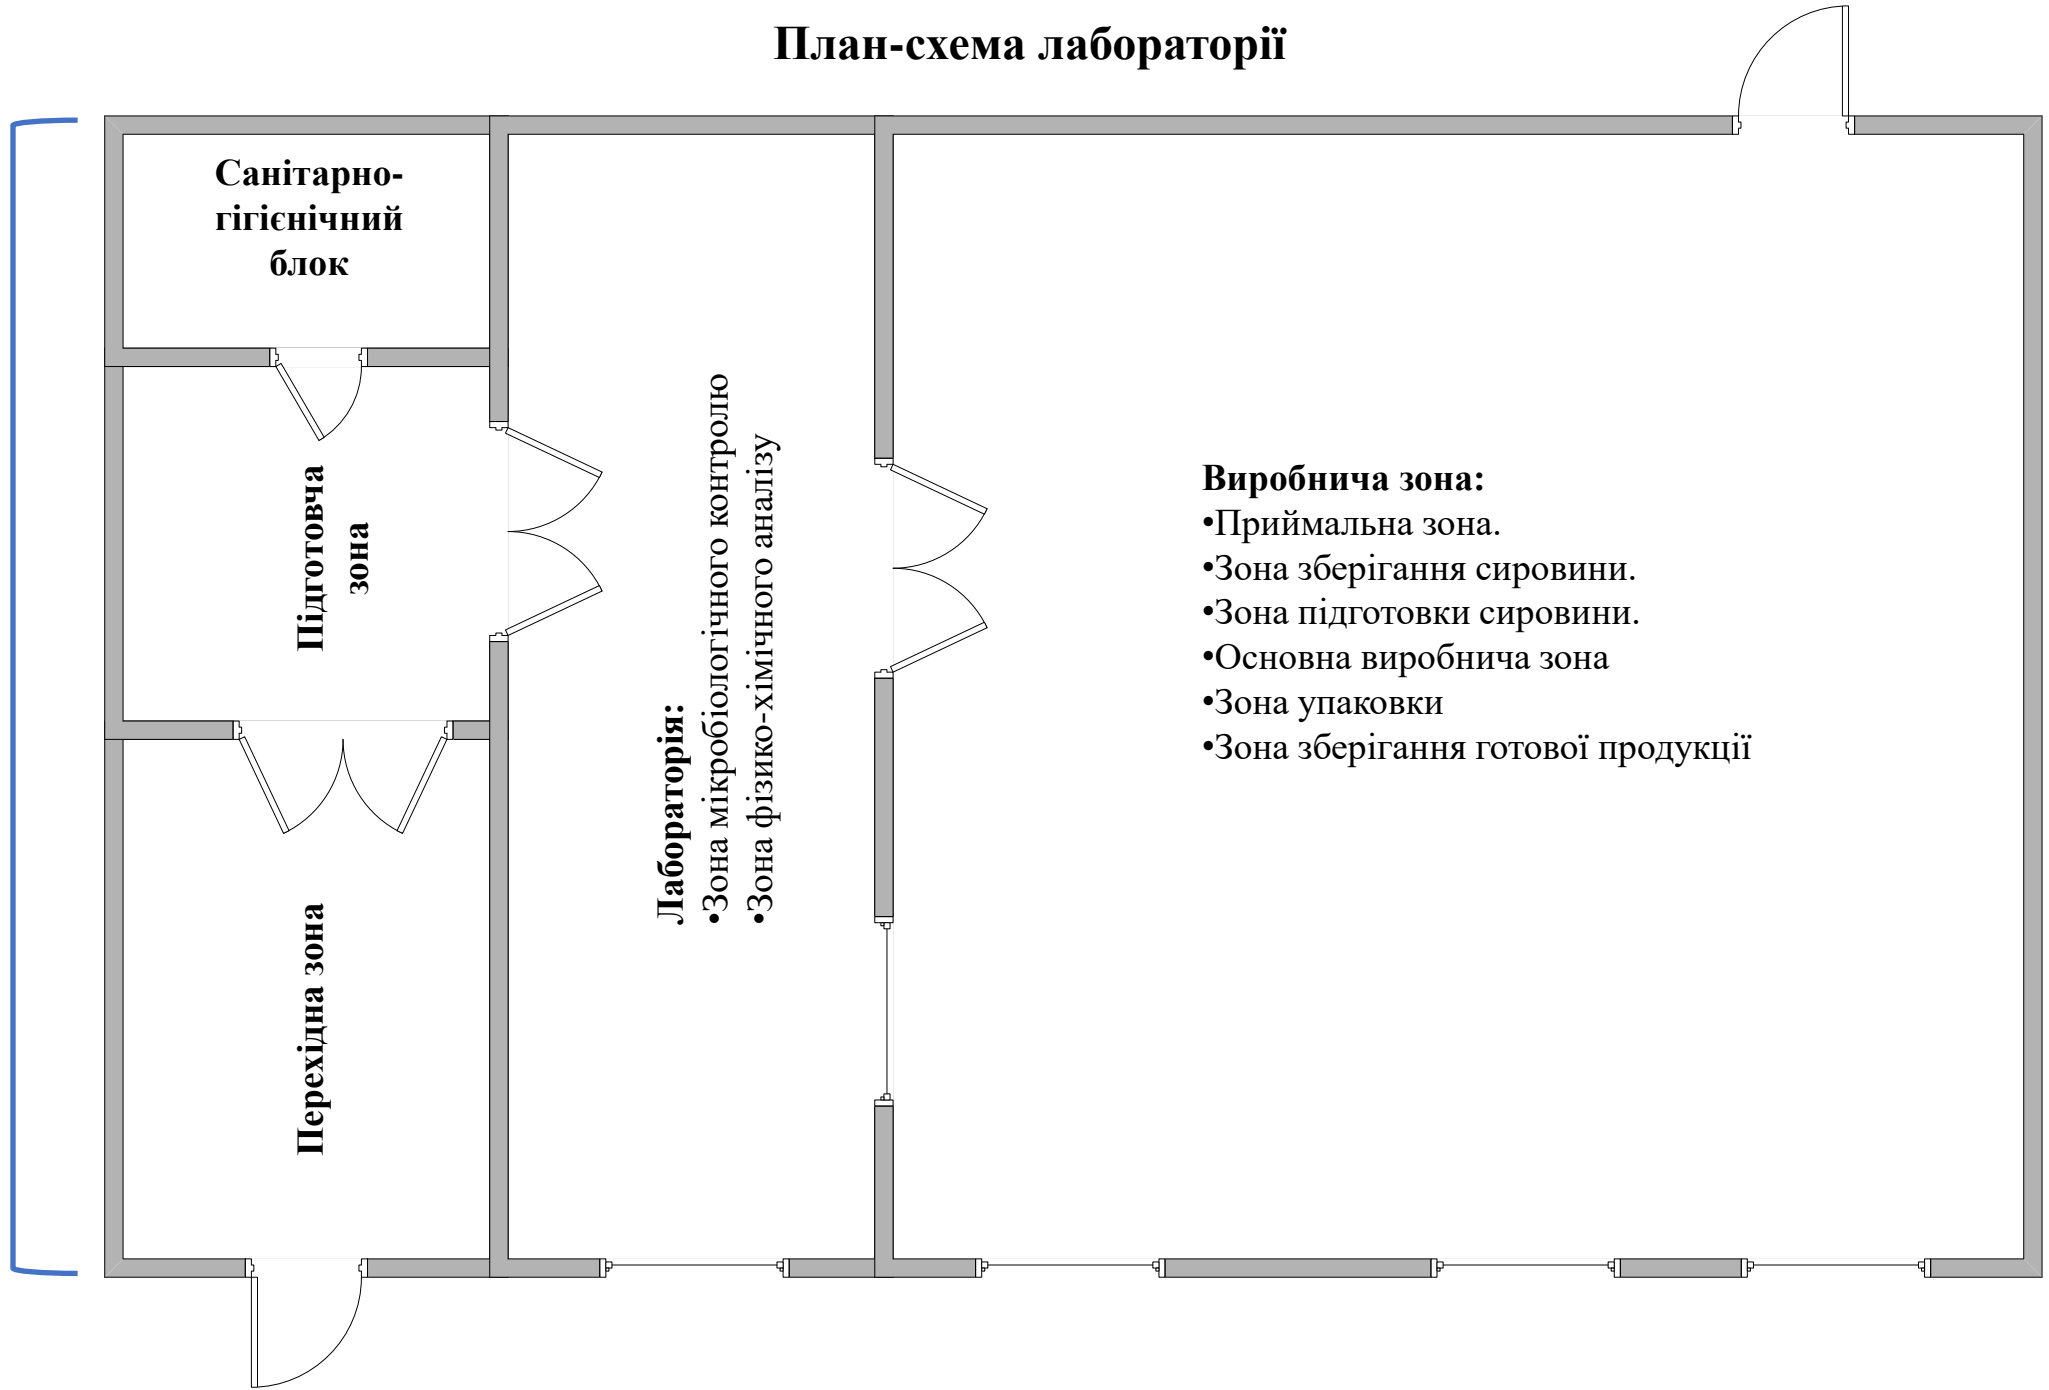 План-схема лабораторії
Санітарно-
гігієнічний
блок
Підготовча
зона
Перехідна зона
Лабораторія:
•Зона мікробіологічного контролю
•Зона фізико-хімічного аналізу
Виробнича зона:
•Приймальна зона.
•Зона зберігання сировини.
•Зона підготовки сировини.
•Основна виробнича зона
•Зона упаковки
•Зона зберігання готової продукції